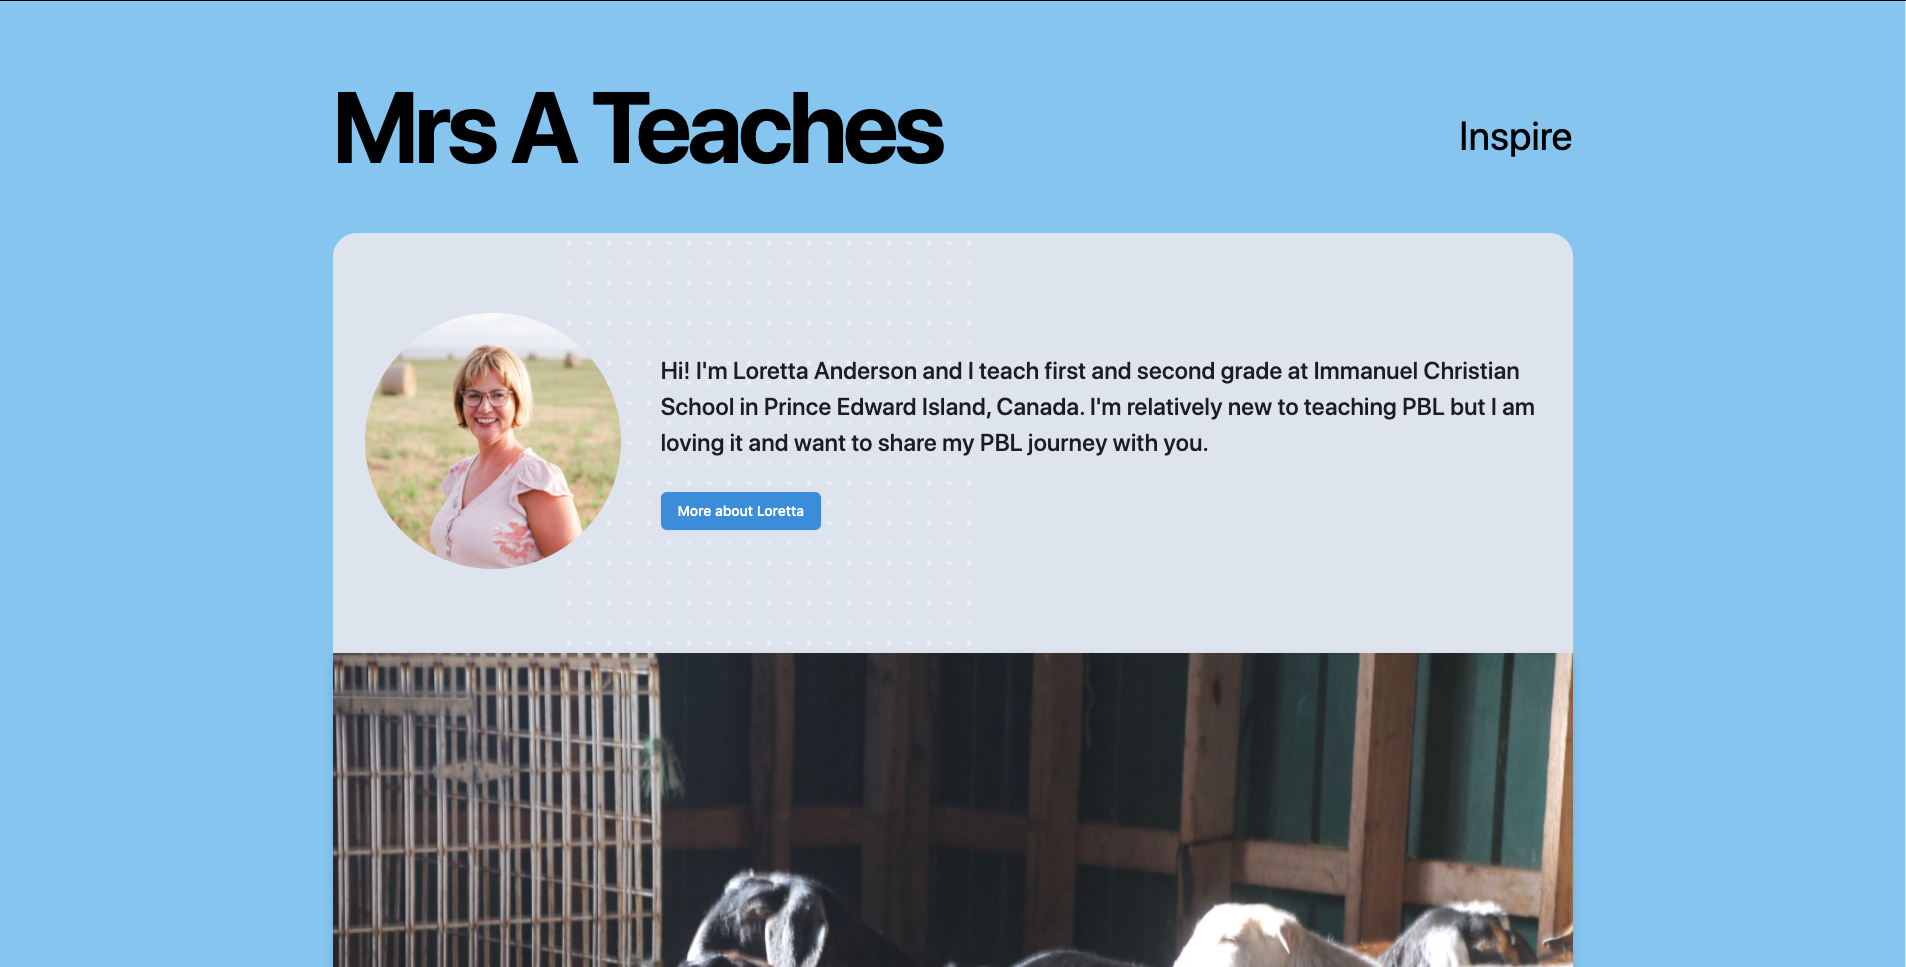 Mrs A Teaches
Inspire
Hi! I'm Loretta Anderson and I teach first and second grade at Immanuel Christian
School in Prince Edward Island, Canada. I'm relatively new to teaching PBL but I am
loving it and want to share my PBL journey with you.
More about Loretta